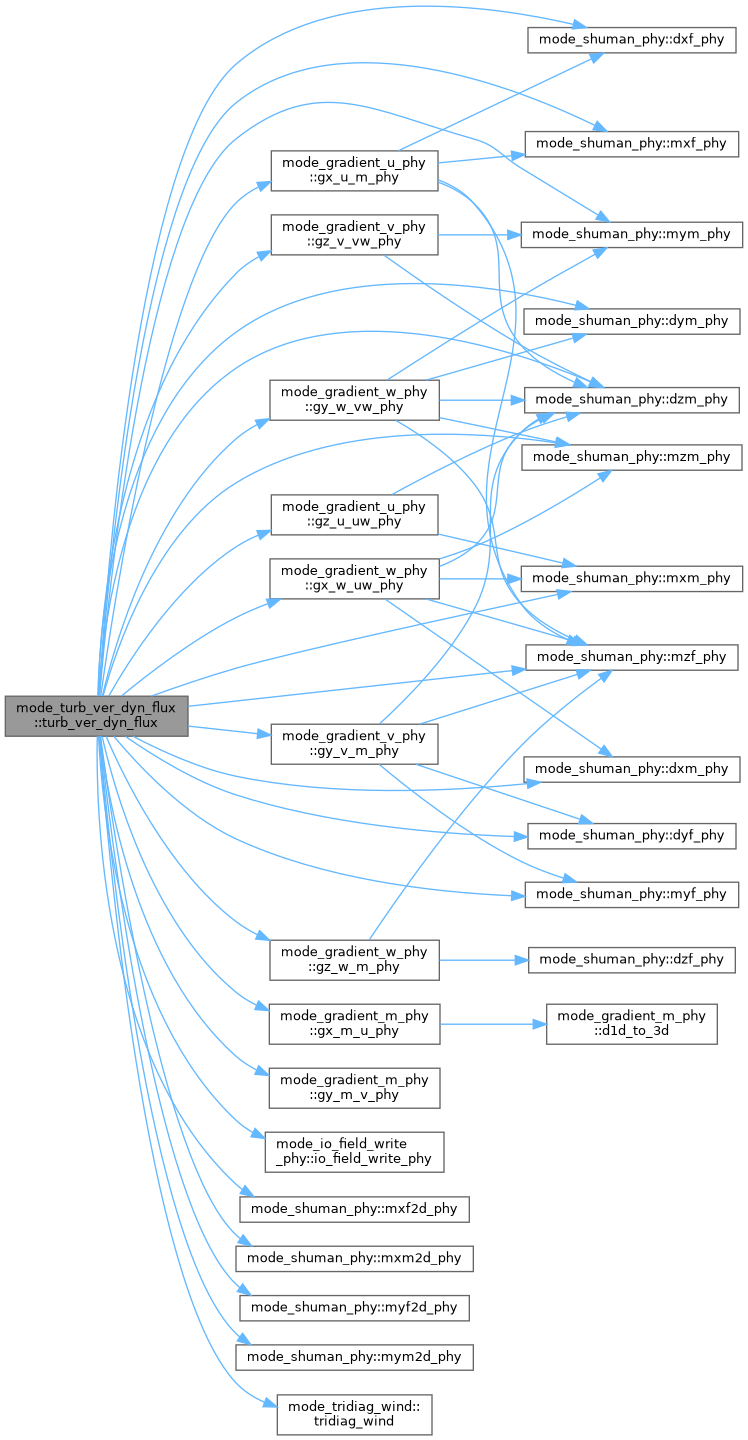 mode_shuman_phy::dxf_phy
mode_shuman_phy::mxf_phy
mode_gradient_u_phy
::gx_u_m_phy
mode_gradient_v_phy
::gz_v_vw_phy
mode_shuman_phy::mym_phy
mode_shuman_phy::dym_phy
mode_gradient_w_phy
::gy_w_vw_phy
mode_shuman_phy::dzm_phy
mode_shuman_phy::mzm_phy
mode_gradient_u_phy
::gz_u_uw_phy
mode_gradient_w_phy
::gx_w_uw_phy
mode_shuman_phy::mxm_phy
mode_shuman_phy::mzf_phy
mode_turb_ver_dyn_flux
::turb_ver_dyn_flux
mode_gradient_v_phy
::gy_v_m_phy
mode_shuman_phy::dxm_phy
mode_shuman_phy::dyf_phy
mode_shuman_phy::myf_phy
mode_gradient_w_phy
::gz_w_m_phy
mode_shuman_phy::dzf_phy
mode_gradient_m_phy
::gx_m_u_phy
mode_gradient_m_phy
::d1d_to_3d
mode_gradient_m_phy
::gy_m_v_phy
mode_io_field_write
_phy::io_field_write_phy
mode_shuman_phy::mxf2d_phy
mode_shuman_phy::mxm2d_phy
mode_shuman_phy::myf2d_phy
mode_shuman_phy::mym2d_phy
mode_tridiag_wind::
tridiag_wind